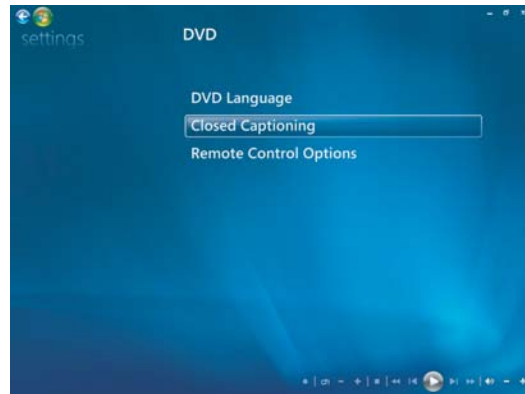 settings
DVD
DVD Language
Closed Captioning
Remote Control Options